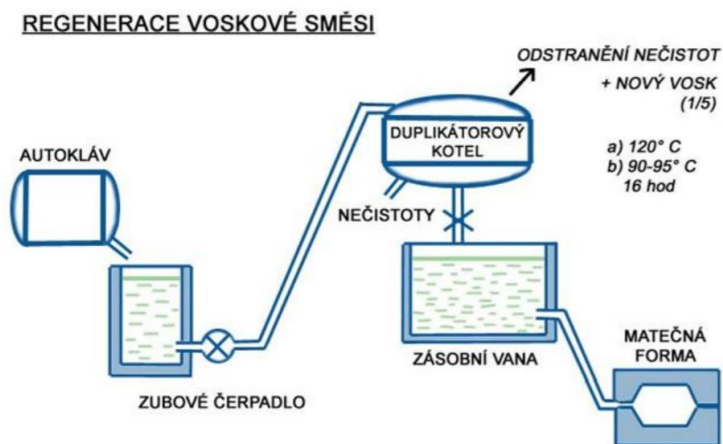 REGENERACE VOSKOVÉ SMĚSI
ODSTRANĚNÍ NEČISTOT
+ NOVÝ VOSK
(1/5)
DUPLIKÁTOROVÝ
KOTEL
a) 120° C
b) 90-95° C
16 hod
AUTOKLÁV
NEČISTOTY
ZÁSOBNÍ VANA
MATEČNÁ
FORMA
ZUBOVÉ ČERPADLO